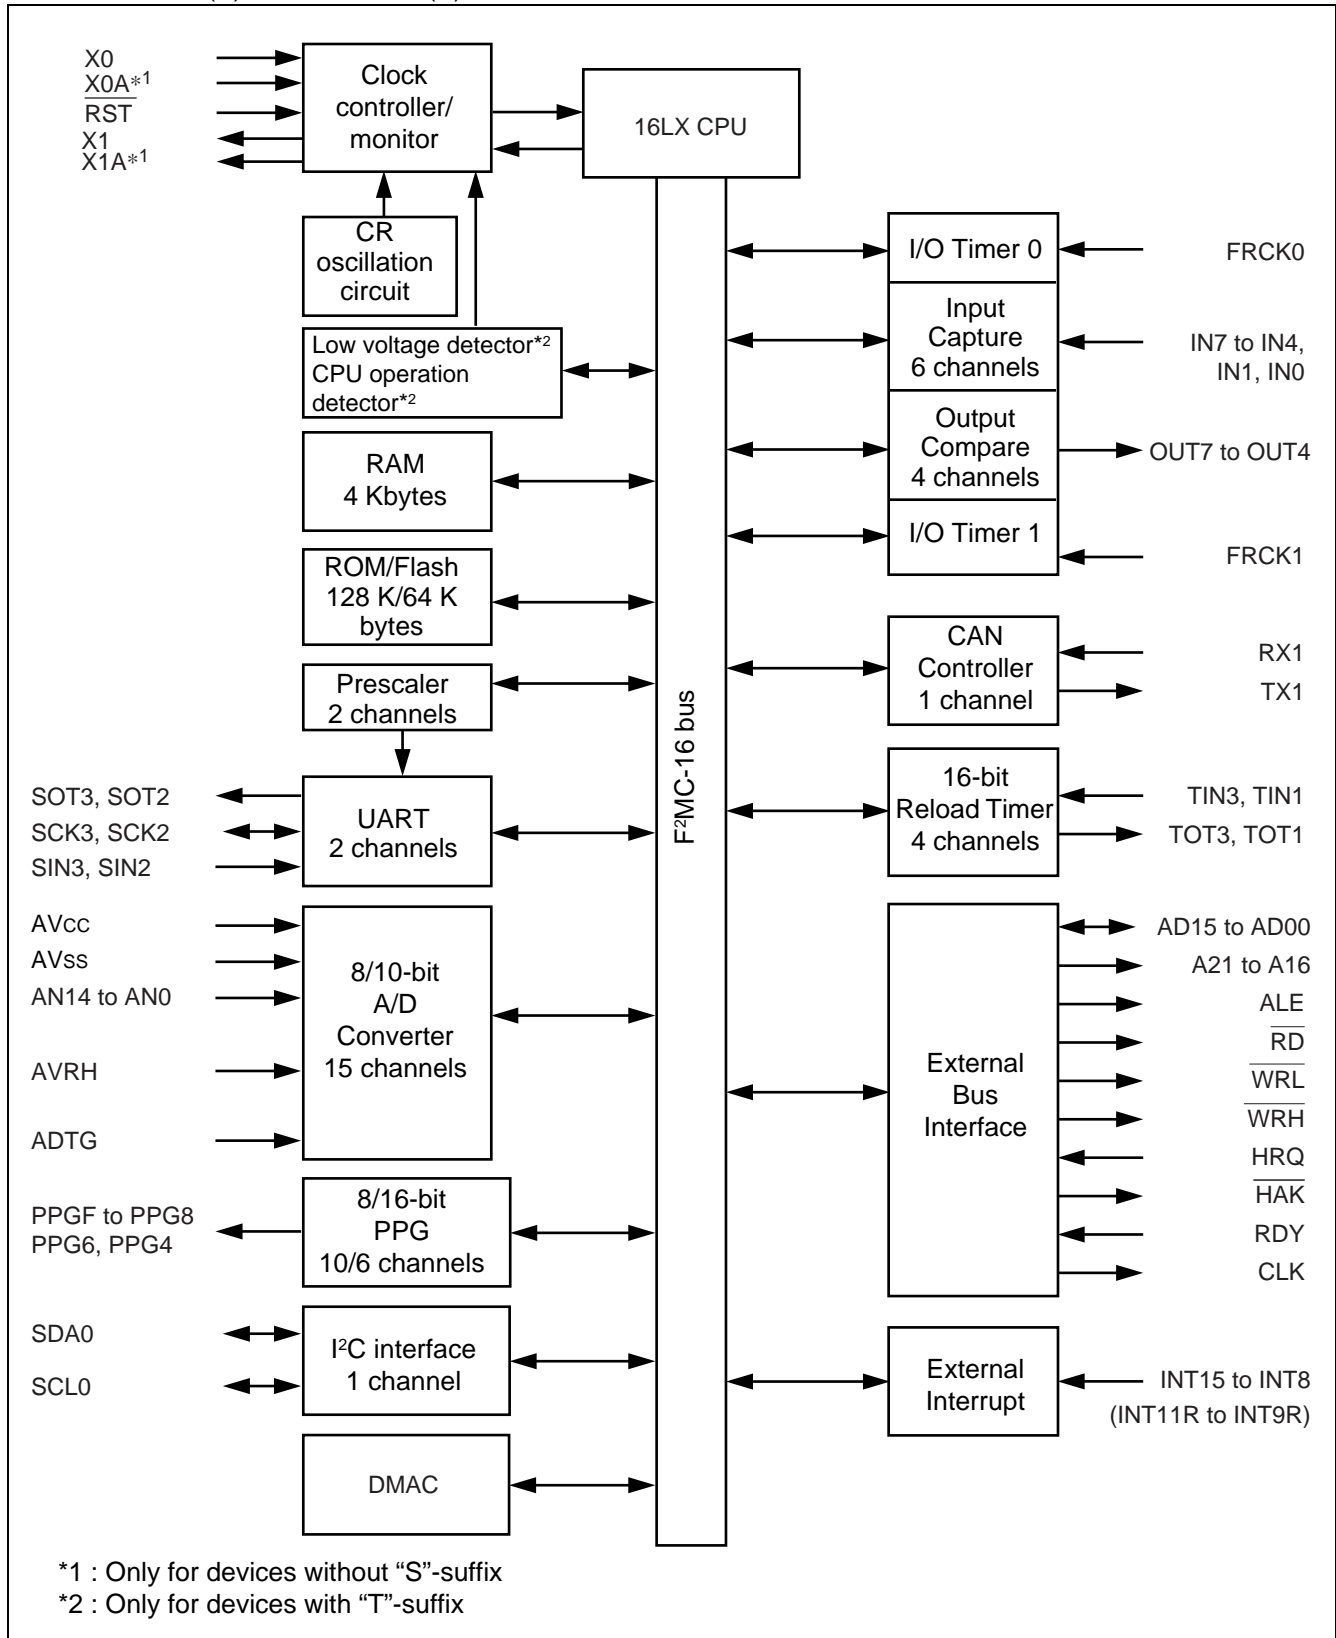 X0
X0A*1
RST
X1
X1A*1
Clock
controller/
monitor
16LX CPU
CR
oscillation
circuit
Low voltage detector*2
CPU operation
detector*2
RAM
4 Kbytes
ROM/Flash
128 K/64 K
bytes
Prescaler
2 channels
SOT3, SOT2
SCK3, SCK2
SIN3, SIN2
UART
2 channels
AVcc
AVss
AN14 to AN0
AVRH
ADTG
8/10-bit
A/D
Converter
15 channels
PPGF to PPG8
PPG6, PPG4
8/16-bit
PPG
10/6 channels
SDA0
SCL0
I²C interface
1 channel
DMAC
F²MC-16 bus
I/O Timer 0
FRCK0
Input
Capture
6 channels
IN7 to IN4,
IN1, IN0
Output
Compare
4 channels
OUT7 to OUT4
I/O Timer 1
FRCK1
CAN
Controller
1 channel
RX1
TX1
16-bit
Reload Timer
4 channels
TIN3, TIN1
TOT3, TOT1
External
Bus
Interface
AD15 to AD00
A21 to A16
ALE
RD
WRL
WRH
HRQ
HAK
RDY
CLK
External
Interrupt
INT15 to INT8
(INT11R to INT9R)
*1 : Only for devices without “S”-suffix
*2 : Only for devices with “T”-suffix